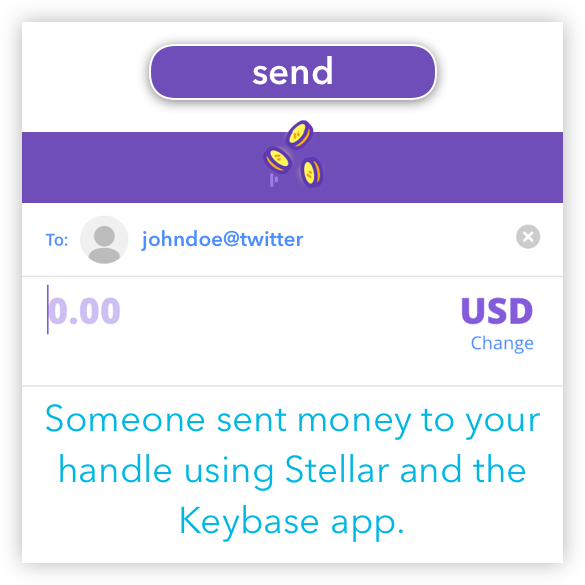 send
To: johndoe@twitter
0.00 USD
Change
Someone sent money to your
handle using Stellar and the
Keybase app.